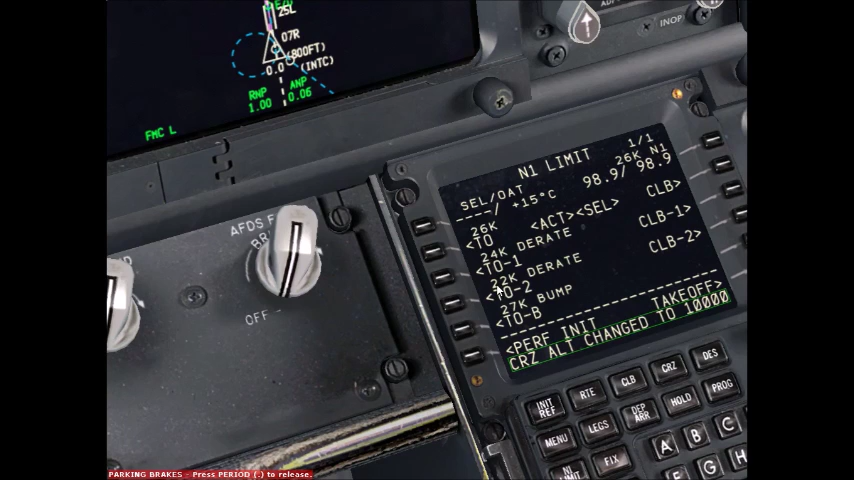 25L
07R
(800FT)
0.0
(INTC)
RNP
1.00
ANP
0.06
FMC L
INOP
OFF
N1 LIMIT
1/1
SEL/OAT
26K N1
----/ +15°C
98.9/ 98.9
26K
<TO
<ACT><SEL>
CLB>
24K DERATE
<TO-1
CLB-1>
22K DERATE
<TO-2
CLB-2>
27K BUMP
<TO-B
<PERF INIT
TAKEOFF>
CRZ ALT CHANGED TO 10000
INIT
REF
RTE
CLB
CRZ
DES
MENU
LEGS
DEP
ARR
HOLD
PROG
N1
LIMIT
FIX
A
B
C
G
H
PARKING BRAKES - Press PERIOD (.) to release.